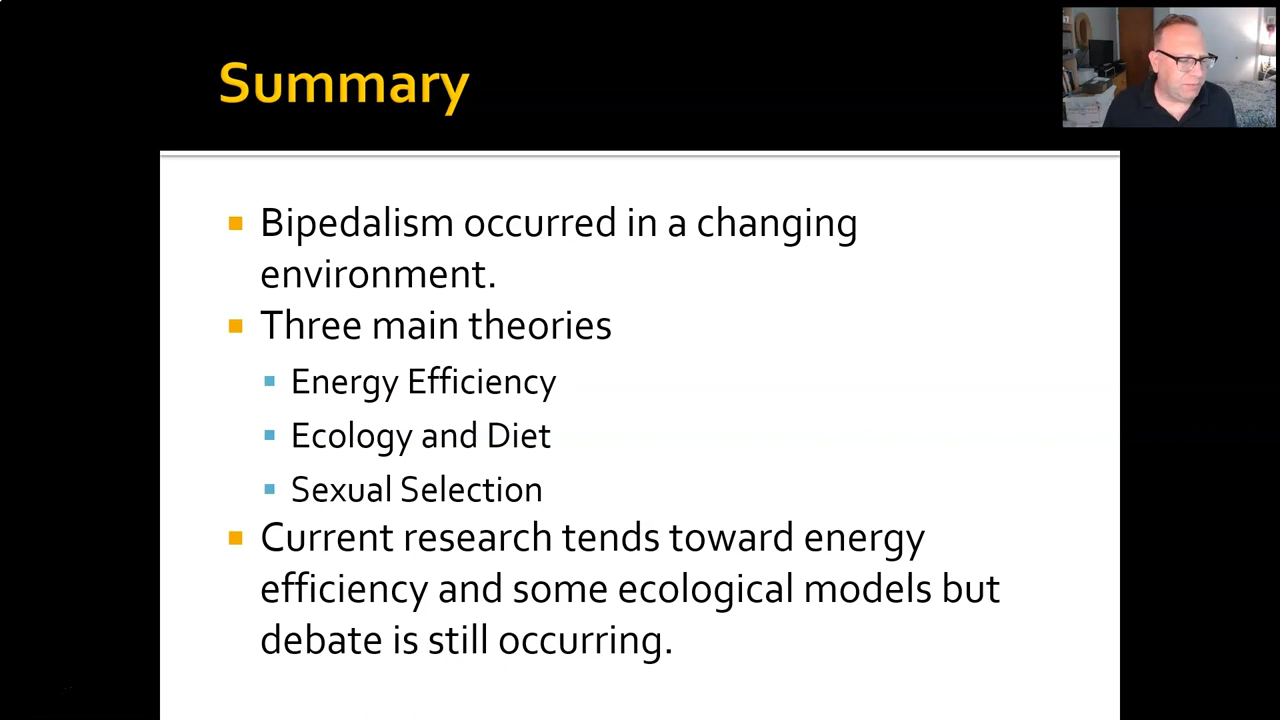 Summary
Bipedalism occurred in a changing
environment.
Three main theories
Energy Efficiency
Ecology and Diet
Sexual Selection
Current research tends toward energy
efficiency and some ecological models but
debate is still occurring.